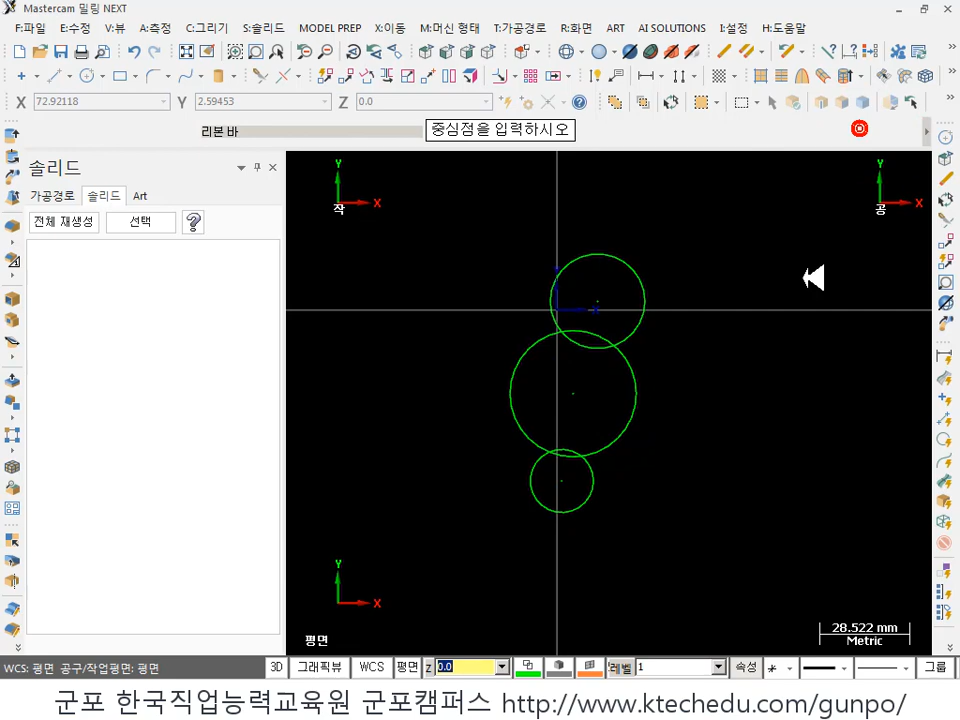 Mastercam 밀링 NEXT
F:파일 E:수정 V:뷰 A:측정 C:그리기 S:솔리드 MODEL PREP X:이동 M:머신 형태 T:가공경로 R:화면 ART AI SOLUTIONS I:설정 H:도움말
X 72.92118 Y 2.59453 Z 0.0
리본 바 중심점을 입력하시오
솔리드
가공경로 솔리드 Art
전체 재생성 선택
Y Y
X X
작 공
Y
X
평면
28.522 mm
Metric
WCS: 평면 공구/작업평면: 평면 3D 그래픽뷰 WCS 평면 Z 0.0 레벨 1 속성 그룹
군포 한국직업능력교육원 군포캠퍼스 http://www.ktechedu.com/gunpo/